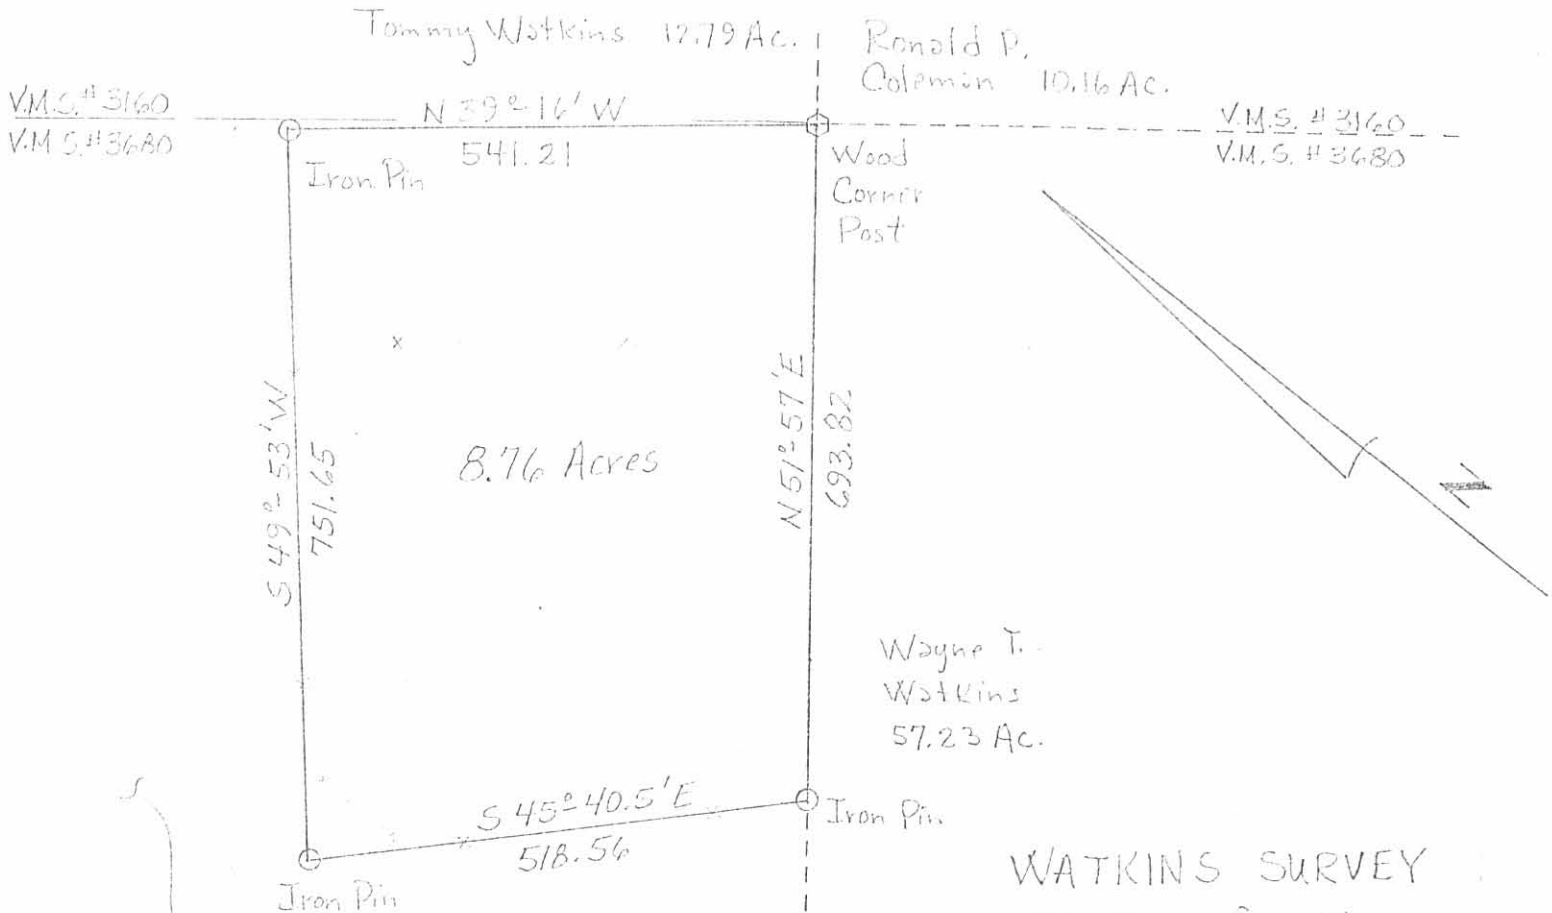 Tommy Watkins 12.79 Ac.
Ronald P.
Coleman 10.16 Ac.
V.M.S. # 3160
V.M.S. # 3680
N 39°-16' W
541.21
V.M.S. # 3160
V.M.S. # 3680
Iron Pin
Wood
Corner
Post
S 49°-53' W
751.65
8.76 Acres
N 51°-57' E
693.82
N
Wayne T.
Watkins
57.23 Ac.
S 45°-40.5' E
518.56
Iron Pin
Iron Pin
WATKINS SURVEY